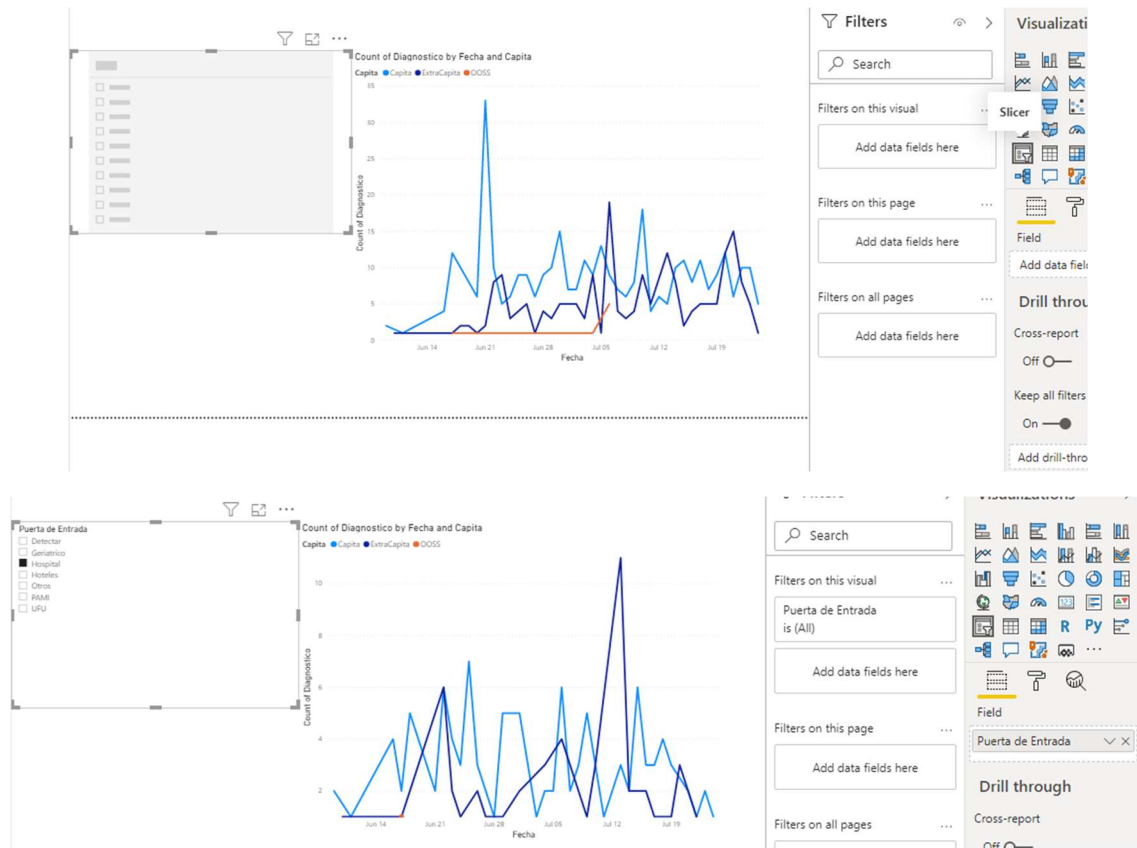 Filters
Visualizati
Search
Count of Diagnostico by Fecha and Capita
Capita Capita ExtraCapita OOSS
35
30
25
20
15
10
5
0
Count of Diagnostico
Jun 14 Jun 21 Jun 28 Jul 05 Jul 12 Jul 19
Fecha
Filters on this visual ...
Add data fields here
Filters on this page ...
Add data fields here
Filters on all pages ...
Add data fields here
Slicer
Field
Add data field
Drill throu
Cross-report
Off
Keep all filters
On
Add drill-thro
Puerta de Entrada
Detectar
Geriatrico
Hospital
Hoteles
Otros
PAMI
UFU
Count of Diagnostico by Fecha and Capita
Capita Capita ExtraCapita OOSS
10
8
6
4
2
Count of Diagnostico
Jun 14 Jun 21 Jun 28 Jul 05 Jul 12 Jul 19
Fecha
Search
Filters on this visual ...
Puerta de Entrada
is (All)
Add data fields here
Filters on this page ...
Add data fields here
Filters on all pages ...
123
R Py
Field
Puerta de Entrada
Drill through
Cross-report
Off